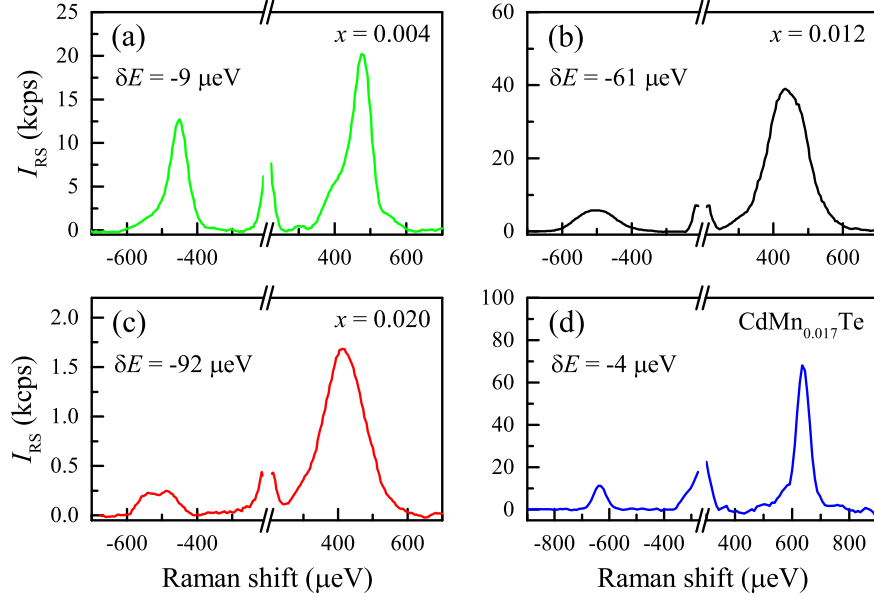 (a)
x = 0.004
δE = -9 μeV
I_RS (kcps)
25
20
15
10
5
0
-600
-400
400
600
(b)
x = 0.012
δE = -61 μeV
60
40
20
0
-600
-400
400
600
(c)
x = 0.020
δE = -92 μeV
I_RS (kcps)
2.0
1.5
1.0
0.5
0.0
-600
-400
400
600
Raman shift (μeV)
(d)
CdMn0.017Te
δE = -4 μeV
100
80
60
40
20
0
-900
-600
-300
400
600
800
Raman shift (μeV)